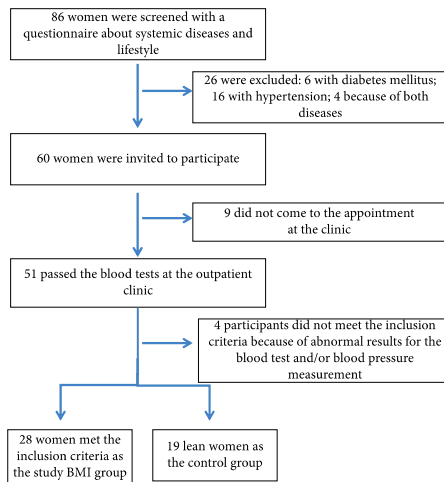 86 women were screened with a
questionnaire about systemic diseases and
lifestyle
26 were excluded: 6 with diabetes mellitus;
16 with hypertension; 4 because of both
diseases
60 women were invited to participate
9 did not come to the appointment
at the clinic
51 passed the blood tests at the outpatient
clinic
4 participants did not meet the inclusion
criteria because of abnormal results for the
blood test and/or blood pressure
measurement
28 women met the
inclusion criteria as
the study BMI group
19 lean women as
the control group